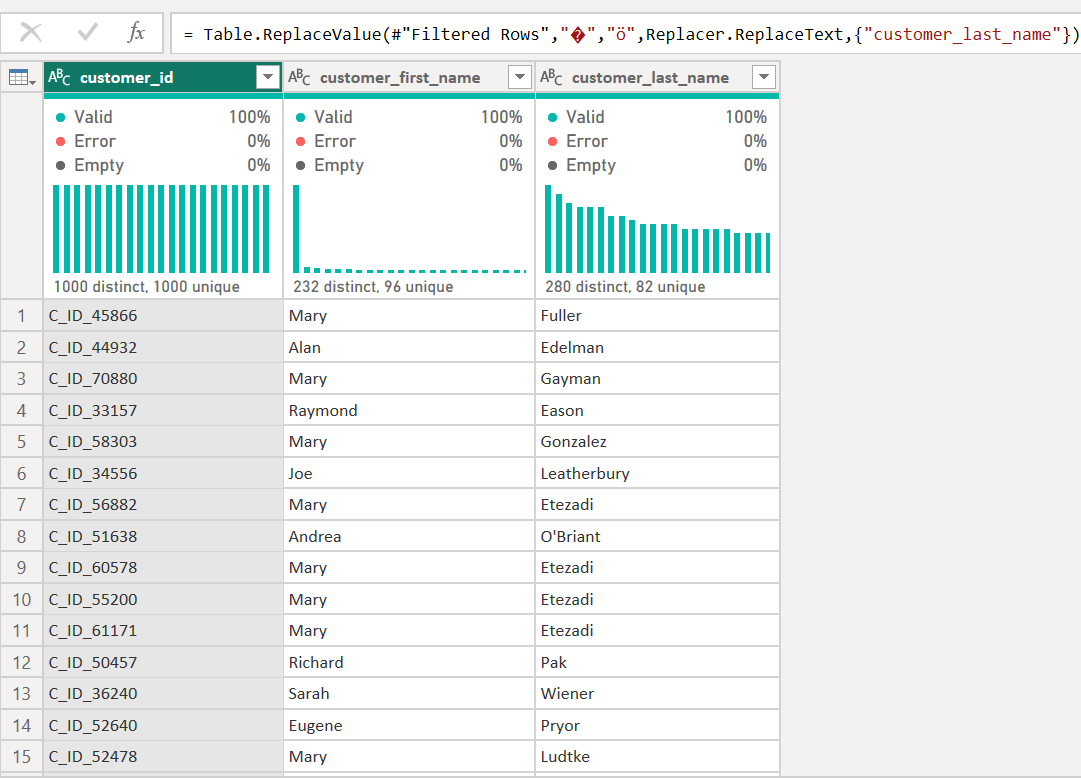 fx = Table.ReplaceValue(#"Filtered Rows","�","ö",Replacer.ReplaceText,{"customer_last_name"})
ABC customer_id ABC customer_first_name ABC customer_last_name
Valid 100% Valid 100% Valid 100%
Error 0% Error 0% Error 0%
Empty 0% Empty 0% Empty 0%
1000 distinct, 1000 unique 232 distinct, 96 unique 280 distinct, 82 unique
1 C_ID_45866 Mary Fuller
2 C_ID_44932 Alan Edelman
3 C_ID_70880 Mary Gayman
4 C_ID_33157 Raymond Eason
5 C_ID_58303 Mary Gonzalez
6 C_ID_34556 Joe Leatherbury
7 C_ID_56882 Mary Etezadi
8 C_ID_51638 Andrea O'Briant
9 C_ID_60578 Mary Etezadi
10 C_ID_55200 Mary Etezadi
11 C_ID_61171 Mary Etezadi
12 C_ID_50457 Richard Pak
13 C_ID_36240 Sarah Wiener
14 C_ID_52640 Eugene Pryor
15 C_ID_52478 Mary Ludtke